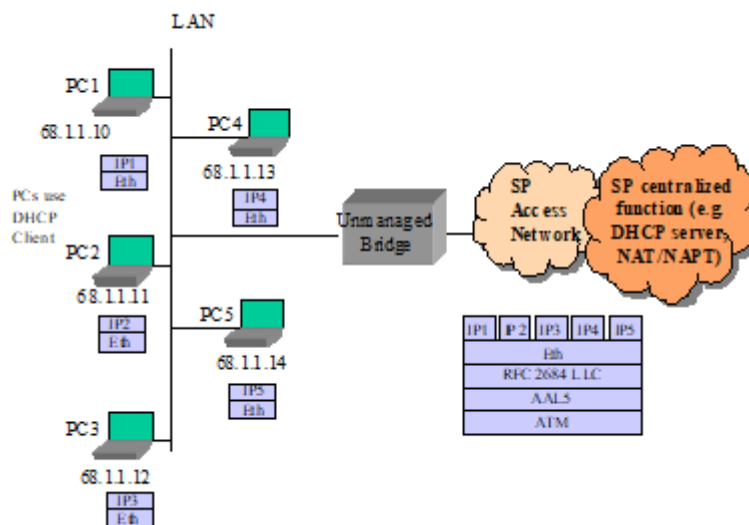 LAN
PC1
68.1.1.10
IP1
Eth
PC4
68.1.1.13
IP4
Eth
PCs use
DHCP
Client
PC2
68.1.1.11
IP2
Eth
PC5
68.1.1.14
IP5
Eth
PC3
68.1.1.12
IP3
Eth
Unmanaged
Bridge
SP
Access
Network
SP centralized
function (e.g.
DHCP server,
NAT/NAPT)
IP1 IP 2 IP3 IP4 IP5
Eth
RFC 2684 LLC
AAL5
ATM